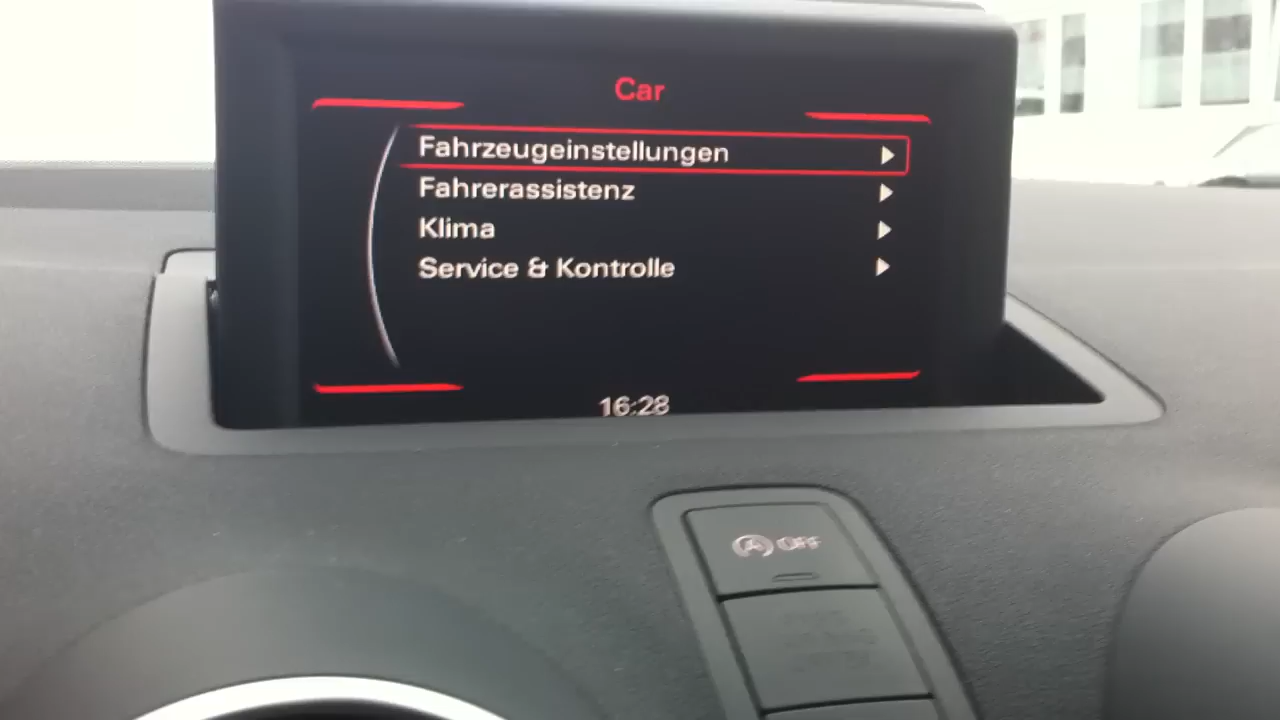 Car
Fahrzeugeinstellungen
Fahrerassistenz
Klima
Service & Kontrolle
16:28
A OFF